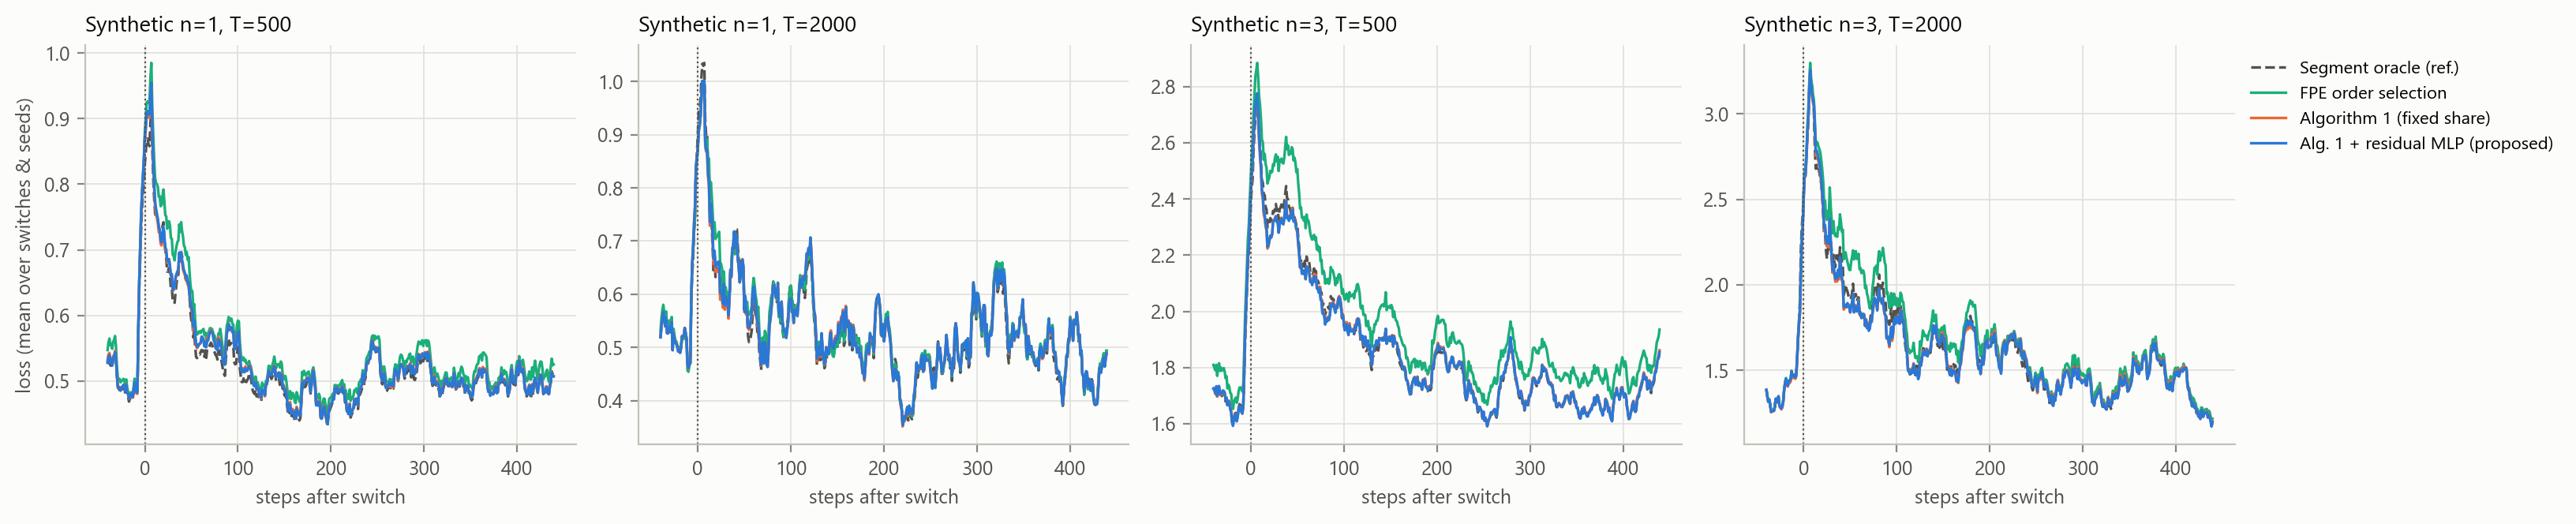 Synthetic n=1, T=500
Synthetic n=1, T=2000
Synthetic n=3, T=500
Synthetic n=3, T=2000
loss (mean over switches & seeds)
1.0
0.9
0.8
0.7
0.6
0.5
0 100 200 300 400
steps after switch
1.0
0.9
0.8
0.7
0.6
0.5
0.4
0 100 200 300 400
steps after switch
2.8
2.6
2.4
2.2
2.0
1.8
1.6
0 100 200 300 400
steps after switch
3.0
2.5
2.0
1.5
0 100 200 300 400
steps after switch
Segment oracle (ref.)
FPE order selection
Algorithm 1 (fixed share)
Alg. 1 + residual MLP (proposed)